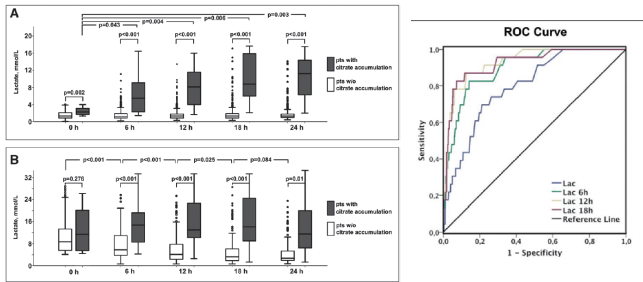 A
p=0.003
p=0.006
p=0.004
p=0.043
p<0.001
p<0.001
p<0.001
p<0.001
p=0.002
Lactate, mmol/L
20
16
12
8
4
0
pts with
citrate accumulation
pts w/o
citrate accumulation
0 h
6 h
12 h
18 h
24 h
B
p<0.001
p<0.001
p=0.025
p=0.084
p=0.276
p<0.001
p<0.001
p<0.001
p=0.01
Lactate, mmol/L
32
24
16
8
0
pts with
citrate accumulation
pts w/o
citrate accumulation
0 h
6 h
12 h
18 h
24 h
ROC Curve
Sensitivity
1,0
0,8
0,6
0,4
0,2
0,0
0,0
0,2
0,4
0,6
0,8
1,0
1 - Specificity
Lac
Lac 6h
Lac 12h
Lac 18h
Reference Line